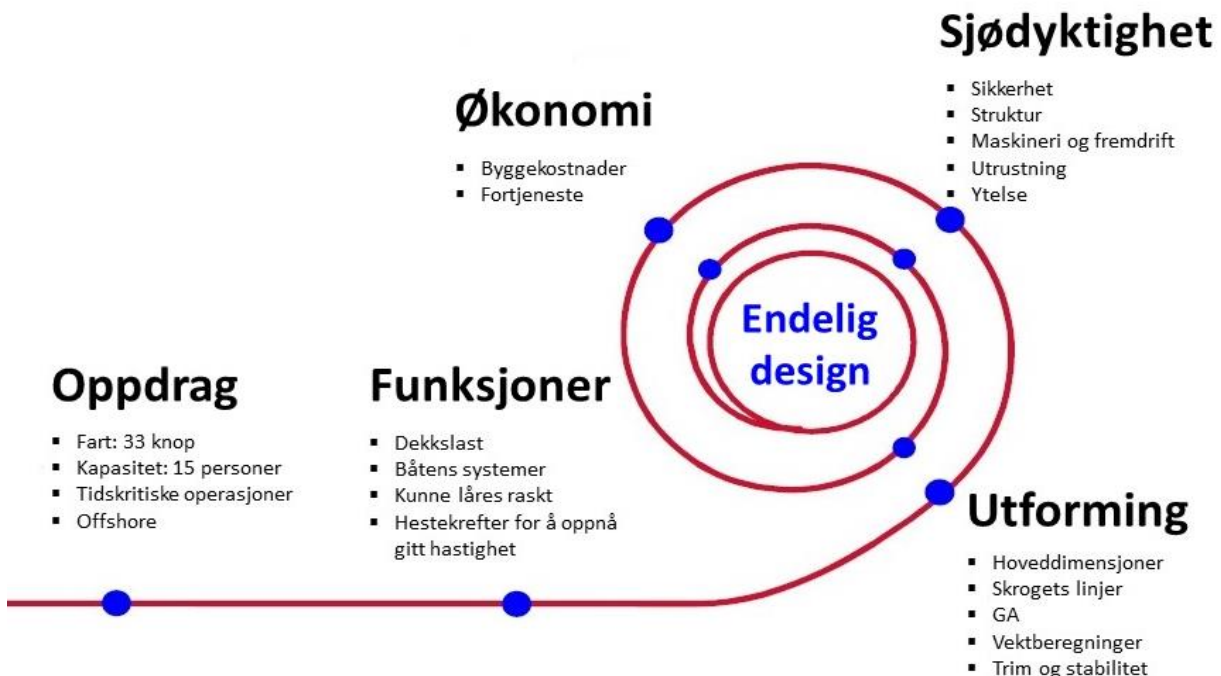 Sjødyktighet
▪ Sikkerhet
▪ Struktur
▪ Maskineri og fremdrift
▪ Utrustning
▪ Ytelse
Økonomi
▪ Byggekostnader
▪ Fortjeneste
Endelig
design
Oppdrag
▪ Fart: 33 knop
▪ Kapasitet: 15 personer
▪ Tidskritiske operasjoner
▪ Offshore
Funksjoner
▪ Dekkslast
▪ Båtens systemer
▪ Kunne låres raskt
▪ Hestekrefter for å oppnå
gitt hastighet
Utforming
▪ Hoveddimensjoner
▪ Skrogets linjer
▪ GA
▪ Vektberegninger
▪ Trim og stabilitet